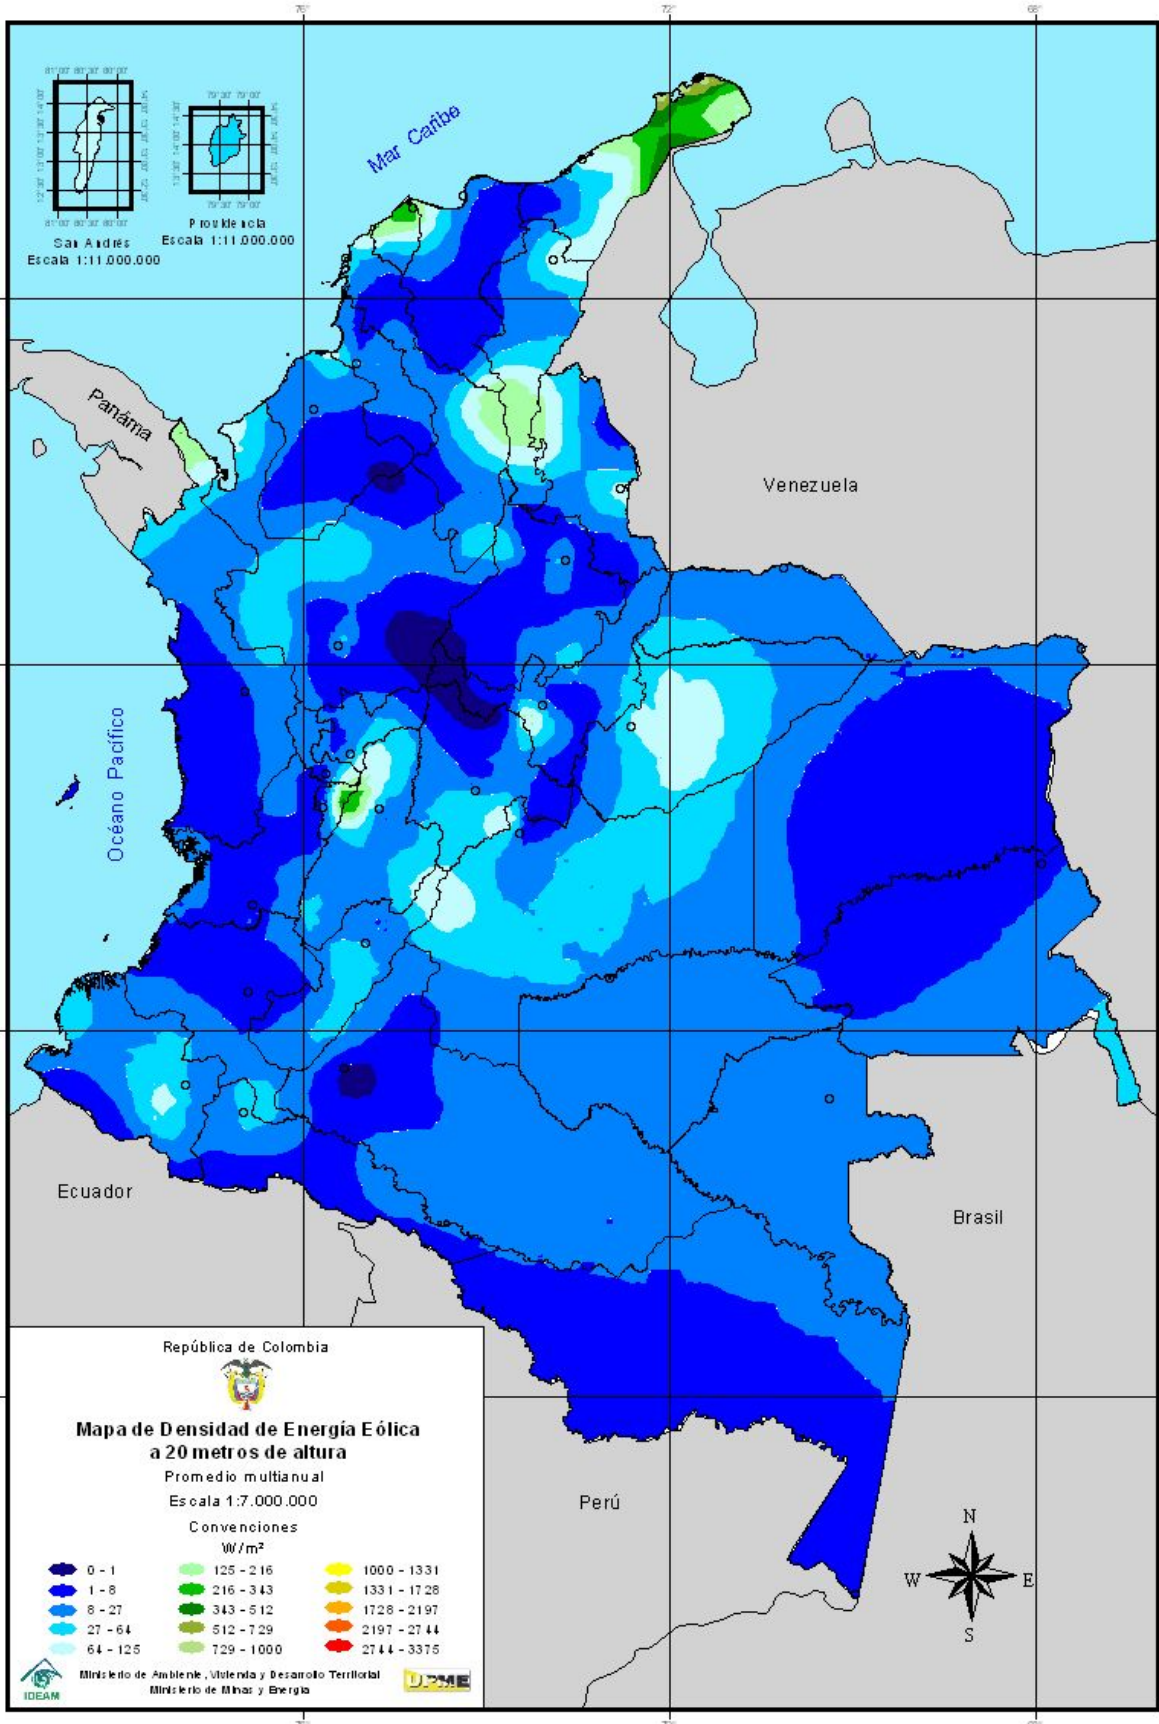 76°
72°
68°
Mar Caribe
San Andrés
Escala 1:11.000.000
Providencia
Escala 1:11.000.000
Panáma
Venezuela
Océano Pacífico
Ecuador
Brasil
Perú
N
W
E
S
República de Colombia
Mapa de Densidad de Energía Eólica
a 20 metros de altura
Promedio multianual
Escala 1:7.000.000
Convenciones
W/m²
0 - 1
1 - 8
8 - 27
27 - 64
64 - 125
125 - 216
216 - 343
343 - 512
512 - 729
729 - 1000
1000 - 1331
1331 - 1728
1728 - 2197
2197 - 2744
2744 - 3375
IDEAM
Ministerio de Ambiente, Vivienda y Desarrollo Territorial
Ministerio de Minas y Energía
UPME